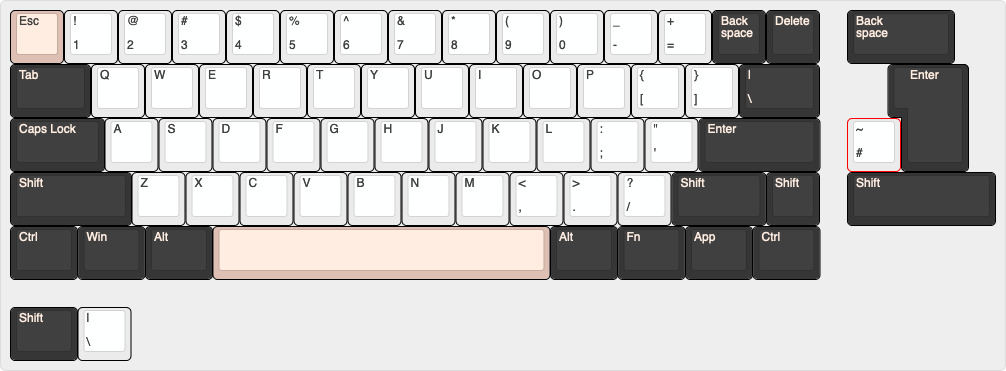 Esc ! @ # $ % ^ & * ( ) _ + Back Delete Back
1 2 3 4 5 6 7 8 9 0 - = space space
Tab Q W E R T Y U I O P { } | Enter
[ ] \
Caps Lock A S D F G H J K L : " Enter ~
; ' #
Shift Z X C V B N M < > ? Shift Shift Shift
, . /
Ctrl Win Alt Alt Fn App Ctrl
Shift |
\